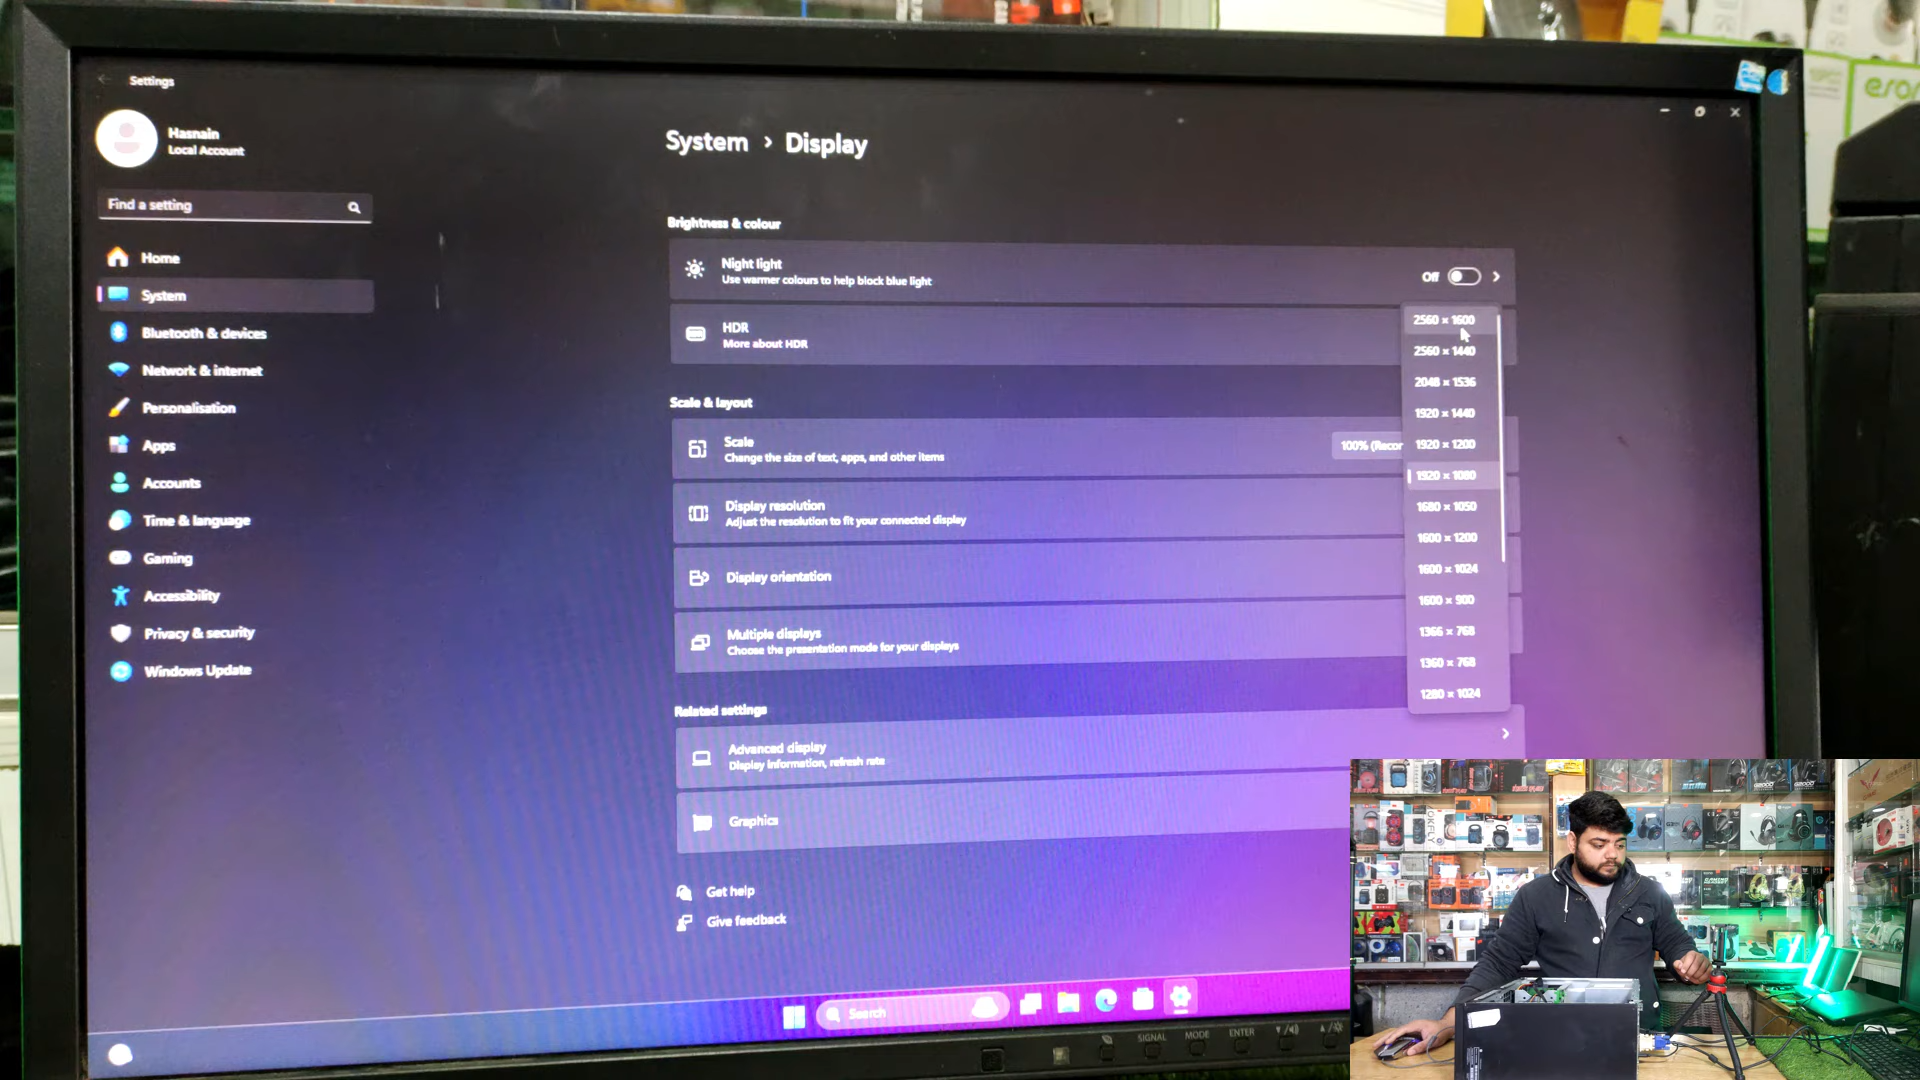 Settings
Hasnain
Local Account
Find a setting
Home
System
Bluetooth & devices
Network & internet
Personalisation
Apps
Accounts
Time & language
Gaming
Accessibility
Privacy & security
Windows Update
System › Display
Brightness & colour
Night light
Use warmer colours to help block blue light
Off
HDR
More about HDR
Scale & layout
Scale
Change the size of text, apps, and other items
100% (Recor
Display resolution
Adjust the resolution to fit your connected display
Display orientation
Multiple displays
Choose the presentation mode for your displays
Related settings
Advanced display
Display information, refresh rate
Graphics
Get help
Give feedback
2560 × 1600
2560 × 1440
2048 × 1536
1920 × 1440
1920 × 1200
1920 × 1080
1680 × 1050
1600 × 1200
1600 × 1024
1600 × 900
1366 × 768
1360 × 768
1280 × 1024
Search
SIGNAL
MODE
ENTER